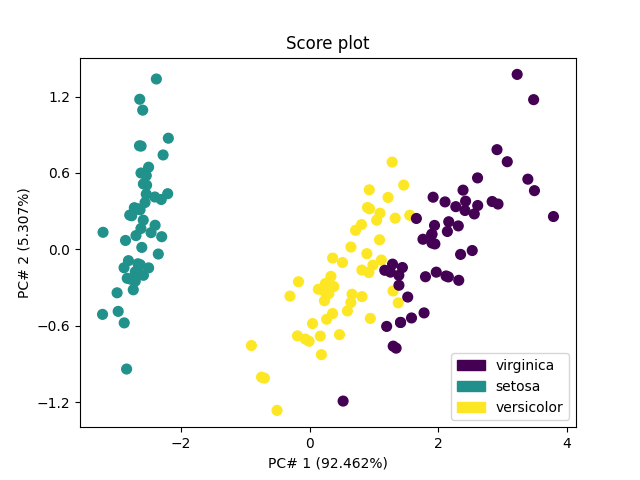 Score plot
PC# 2 (5.307%)
1.2
0.6
0.0
−0.6
−1.2
−2
0
2
4
PC# 1 (92.462%)
virginica
setosa
versicolor